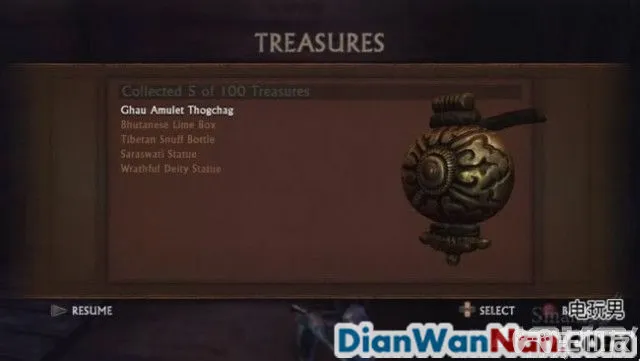 TREASURES
Collected 5 of 100 Treasures
Ghau Amulet Thogchag
Bhutanese Lime Box
Tibetan Snuff Bottle
Saraswati Statue
Wrathful Deity Statue
RESUME
SELECT
电玩男
DianWanNan.com